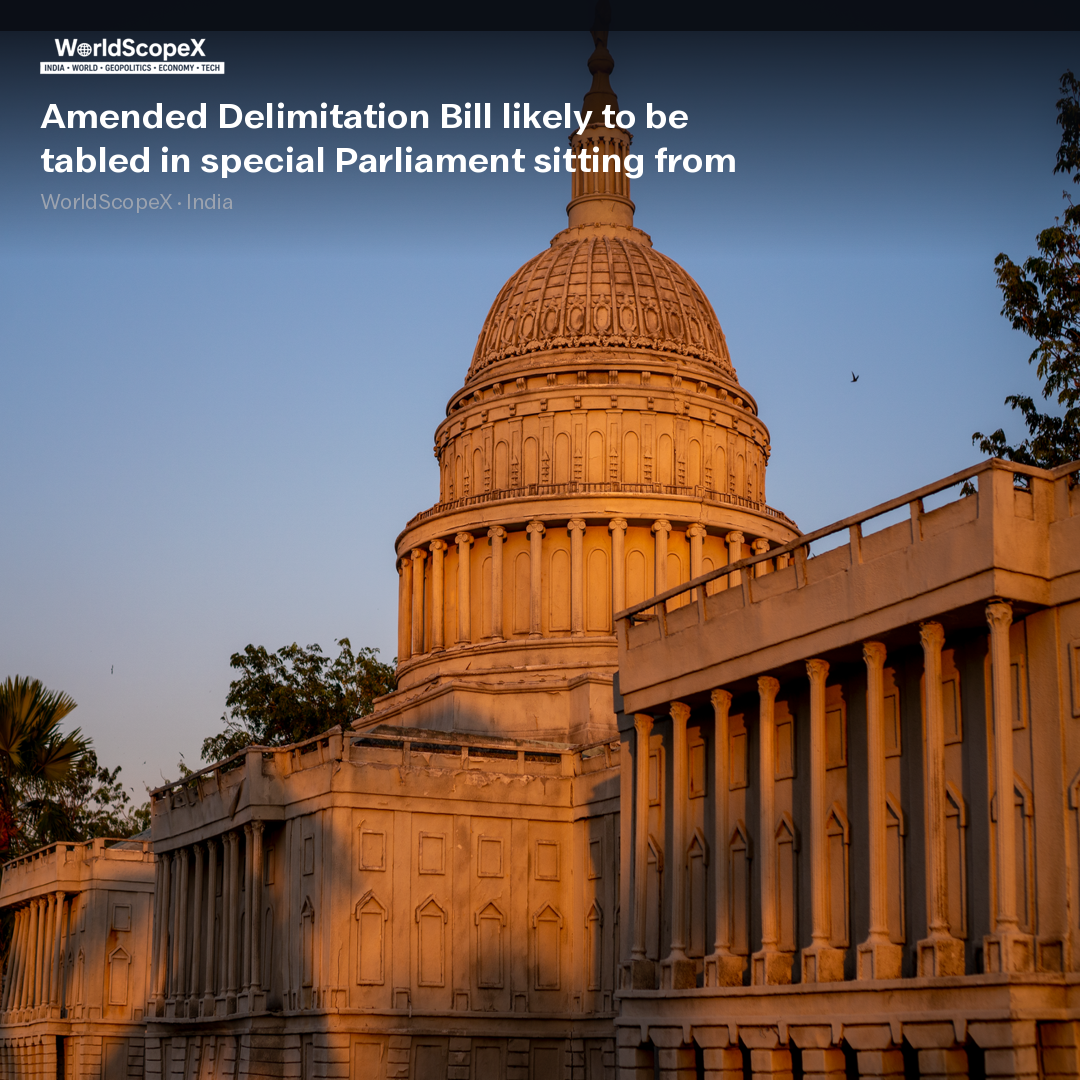 WorldScopeX
INDIA • WORLD • GEOPOLITICS • ECONOMY • TECH
Amended Delimitation Bill likely to be
tabled in special Parliament sitting from
WorldScopeX · India